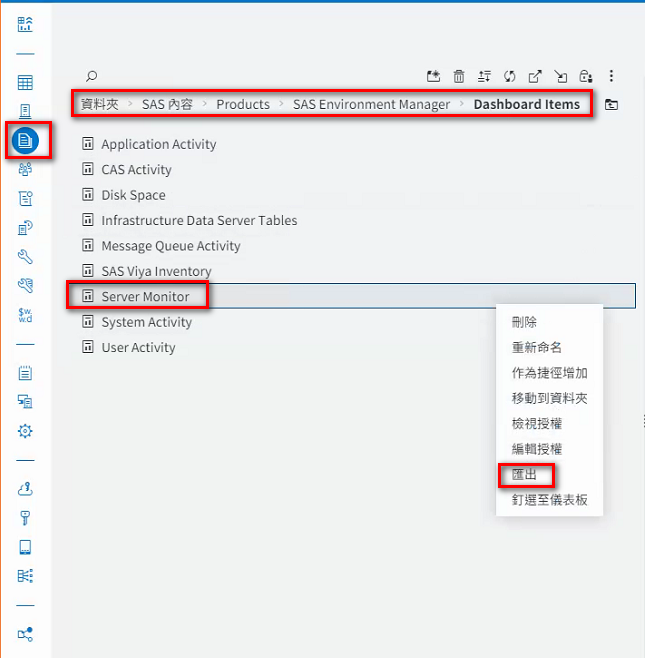 資料夾 > SAS 內容 > Products > SAS Environment Manager > Dashboard Items
Application Activity
CAS Activity
Disk Space
Infrastructure Data Server Tables
Message Queue Activity
SAS Viya Inventory
Server Monitor
System Activity
User Activity
刪除
重新命名
作為捷徑增加
移動到資料夾
檢視授權
編輯授權
匯出
釘選至儀表板
$w.
w.d